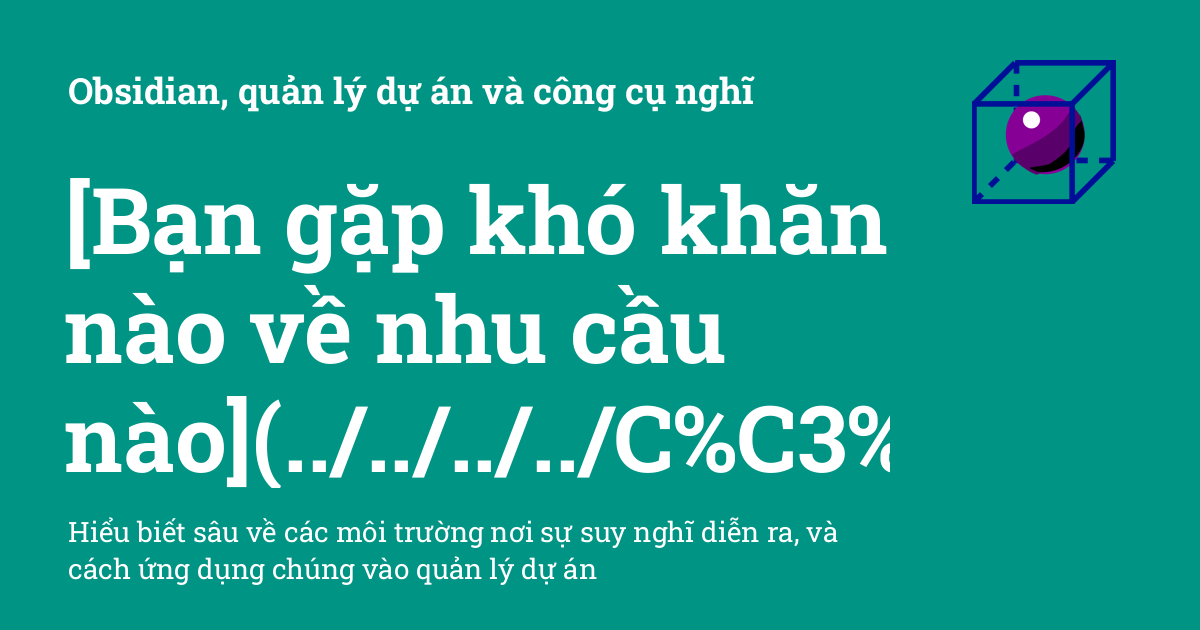 Obsidian, quản lý dự án và công cụ nghĩ
[Bạn gặp khó khăn
nào về nhu cầu
nào](../../../../C%C3%
Hiểu biết sâu về các môi trường nơi sự suy nghĩ diễn ra, và
cách ứng dụng chúng vào quản lý dự án